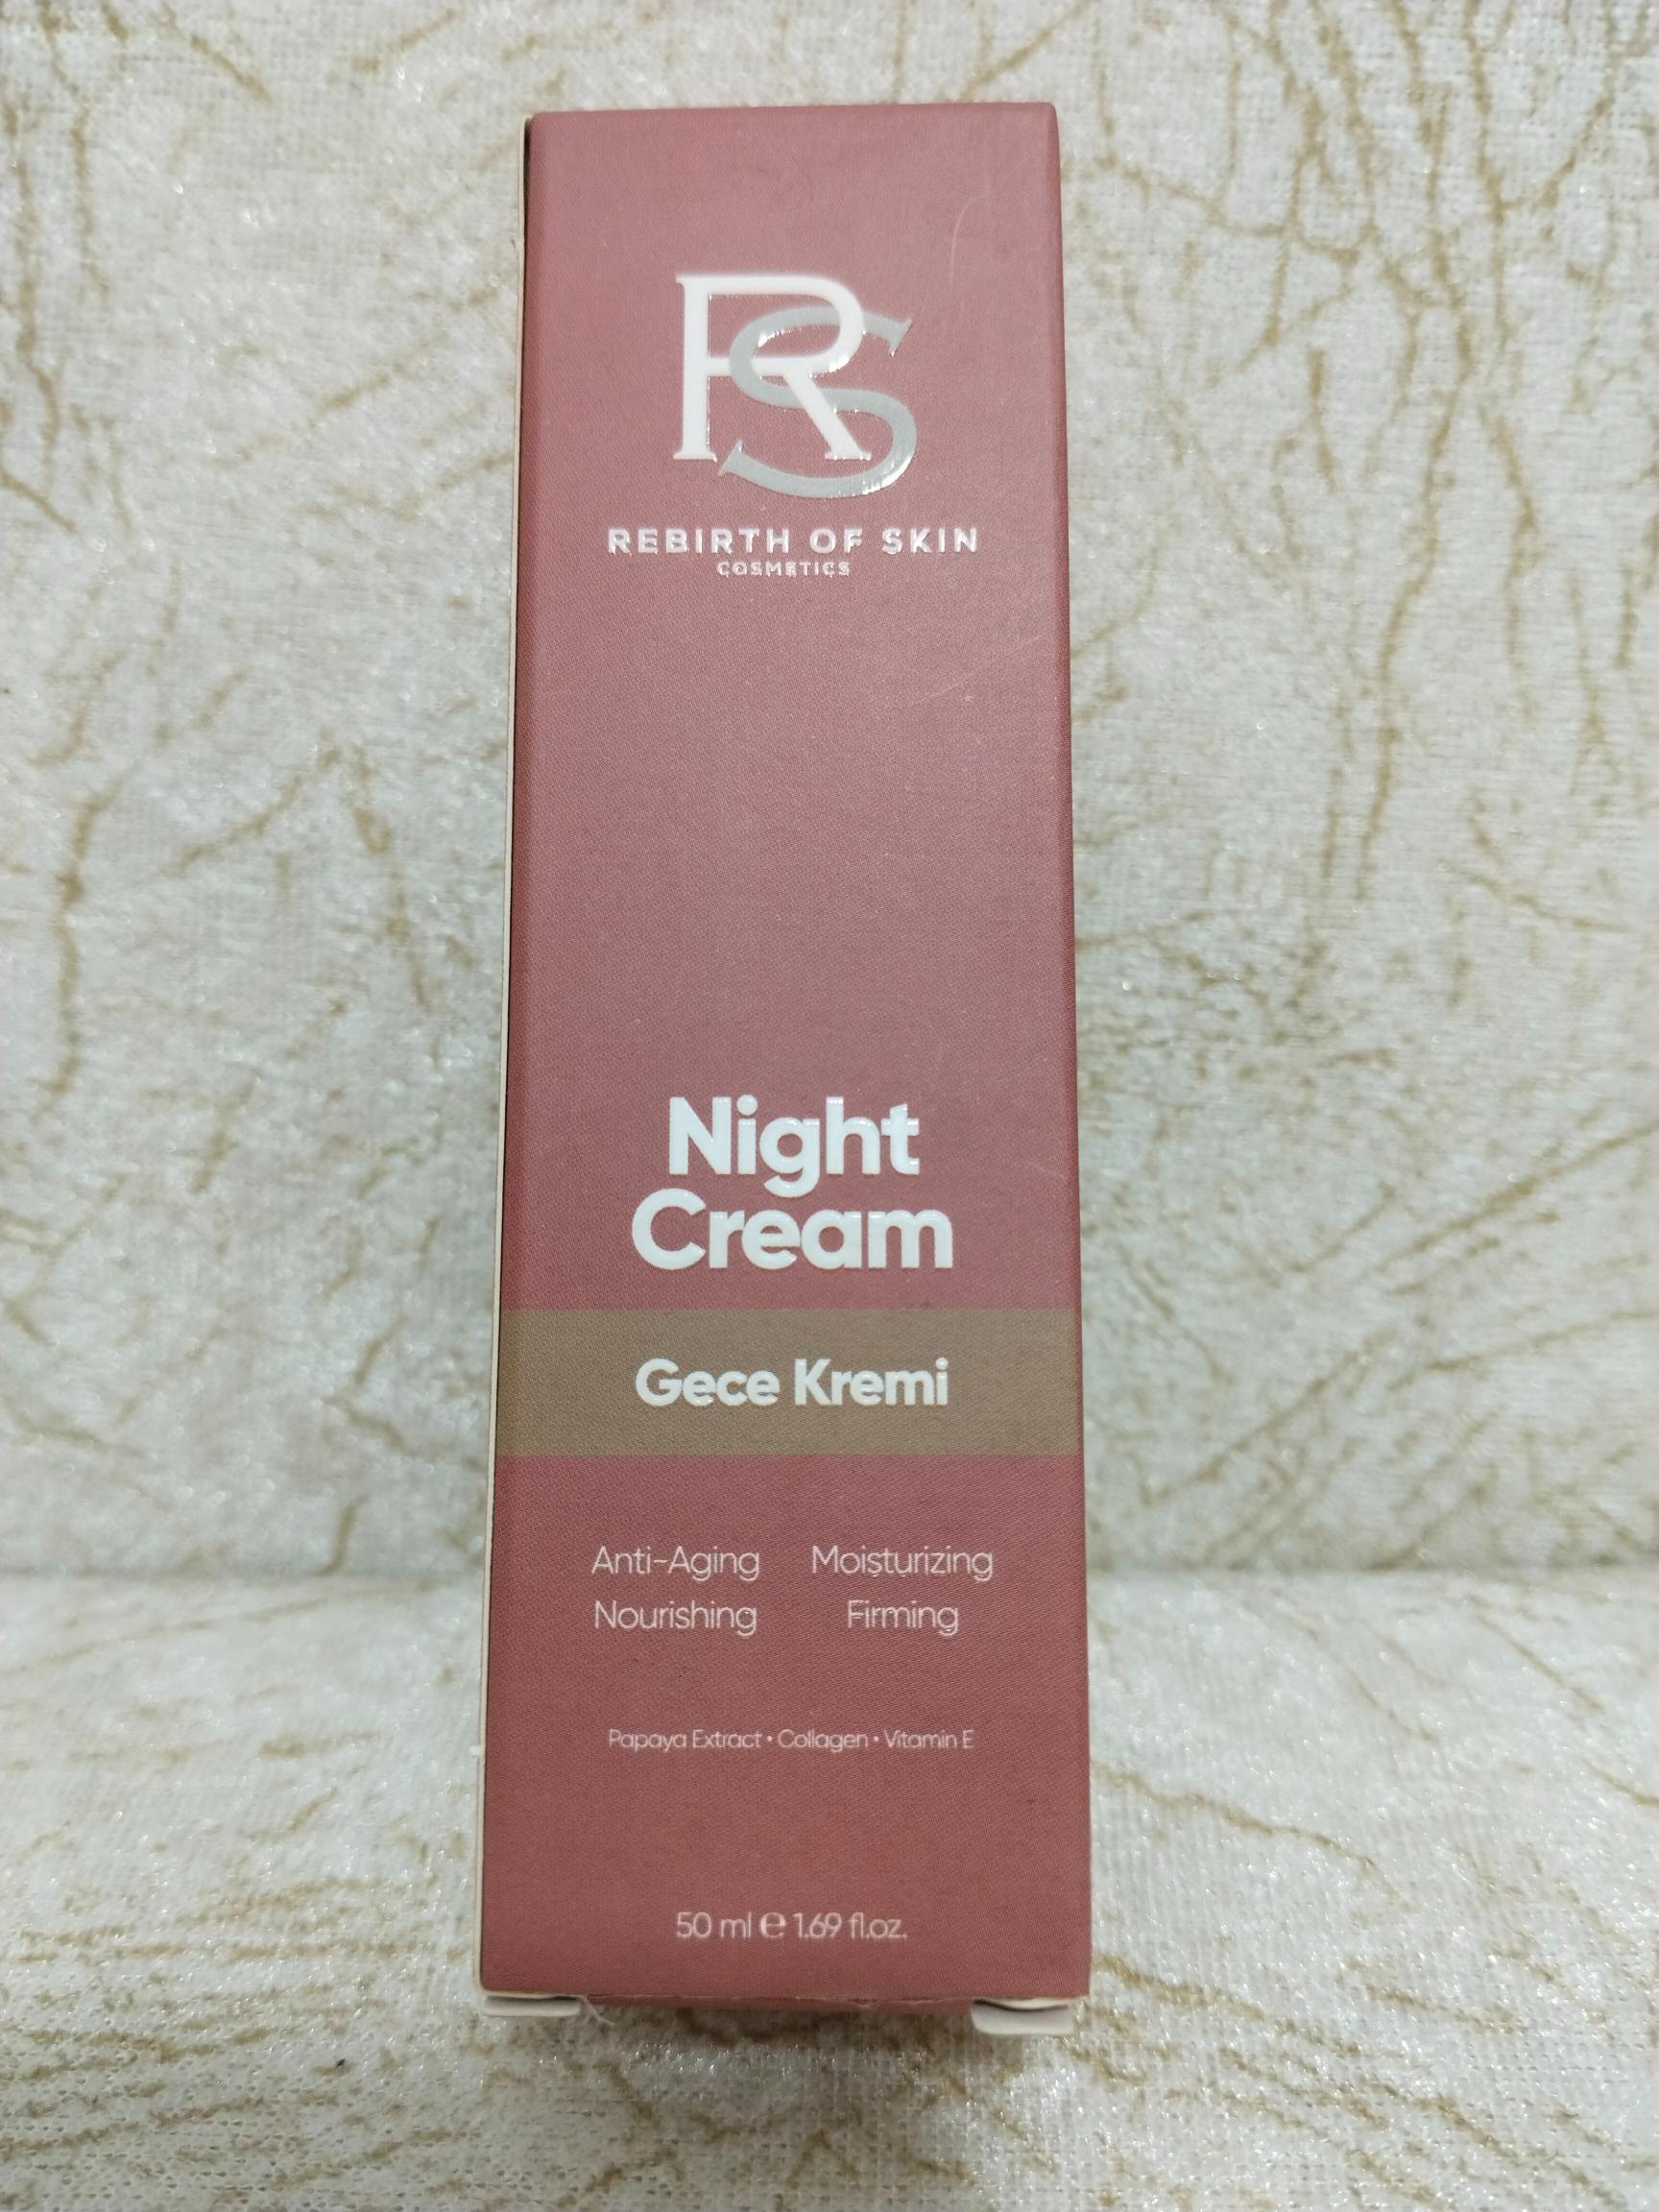 RS
REBIRTH OF SKIN
COSMETICS
Night
Cream
Gece Kremi
Anti-Aging Moisturizing
Nourishing Firming
Papaya Extract • Collagen • Vitamin E
50 ml ℮ 1.69 fl.oz.